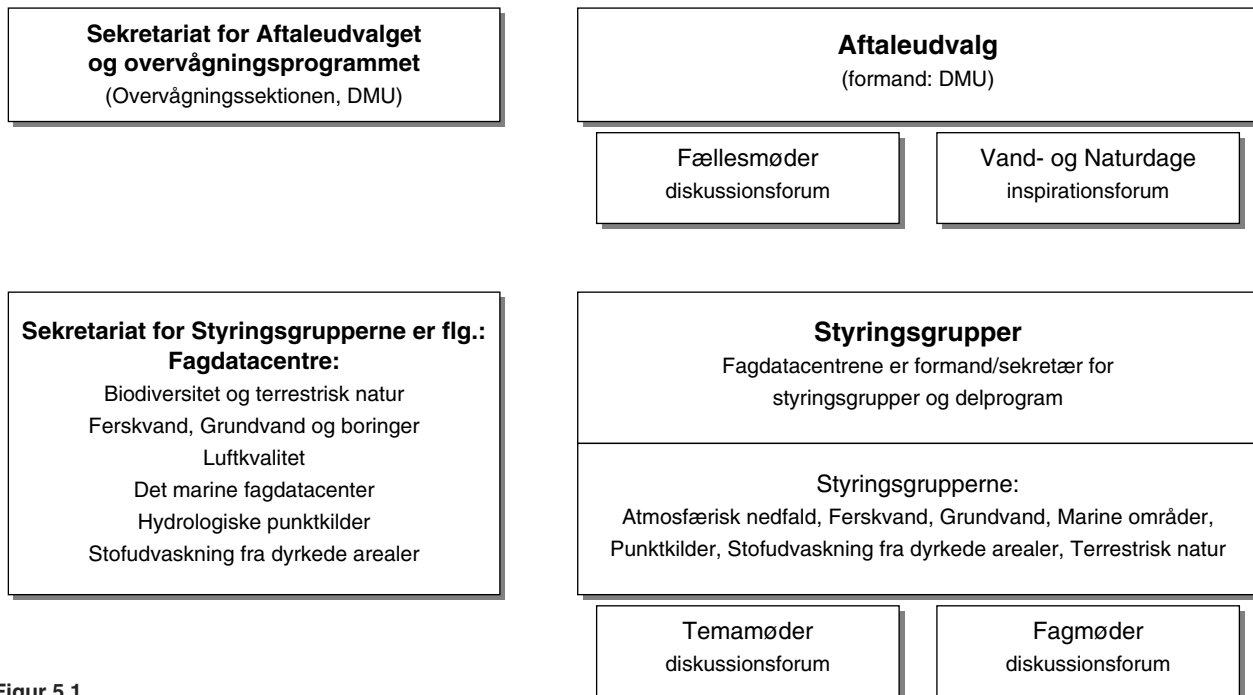 Sekretariat for Aftaleudvalget
og overvågningsprogrammet
(Overvågningssektionen, DMU)
Aftaleudvalg
(formand: DMU)
Fællesmøder
diskussionsforum
Vand- og Naturdage
inspirationsforum
Sekretariat for Styringsgrupperne er flg.:
Fagdatacentre:
Biodiversitet og terrestrisk natur
Ferskvand, Grundvand og boringer
Luftkvalitet
Det marine fagdatacenter
Hydrologiske punktkilder
Stofudvaskning fra dyrkede arealer
Styringsgrupper
Fagdatacentrene er formand/sekretær for
styringsgrupper og delprogram
Styringsgrupperne:
Atmosfærisk nedfald, Ferskvand, Grundvand, Marine områder,
Punktkilder, Stofudvaskning fra dyrkede arealer, Terrestrisk natur
Temamøder
diskussionsforum
Fagmøder
diskussionsforum
Figur 5.1